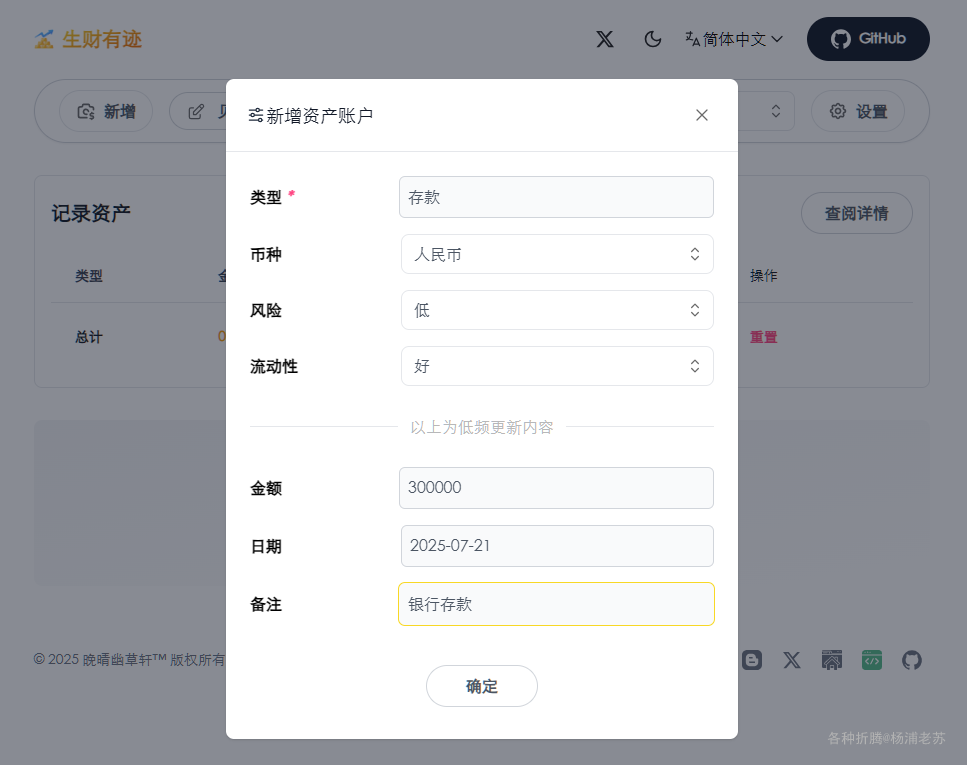 生财有迹
简体中文
GitHub
新增
设置
新增资产账户
记录资产
查阅详情
类型 *
存款
币种
人民币
类型
操作
风险
低
总计
重置
流动性
好
以上为低频更新内容
金额
300000
日期
2025-07-21
备注
银行存款
© 2025 晚晴幽草轩™ 版权所有
确定
各种折腾@杨浦老苏